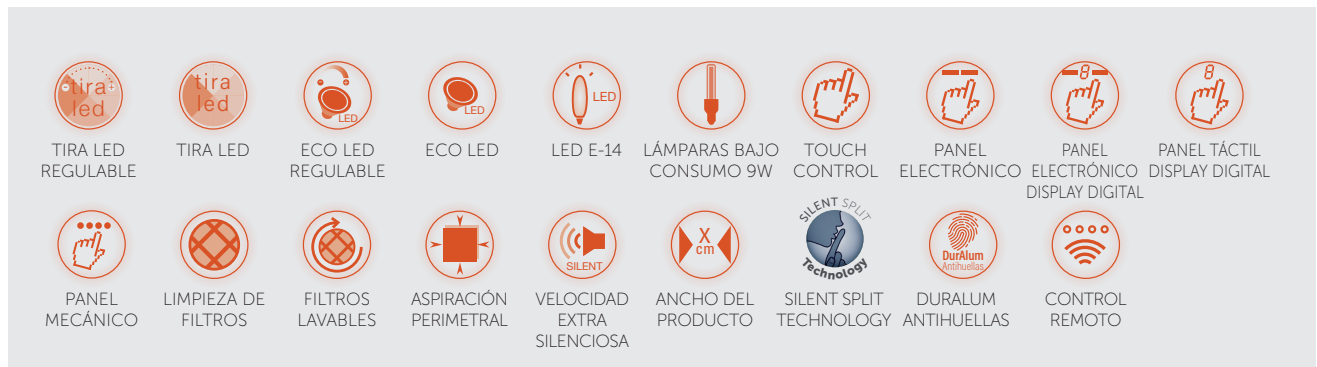 tira
led
tira
led
LED
LED
LED
8
8
TIRA LED
REGULABLE
TIRA LED
ECO LED
REGULABLE
ECO LED
LED E-14
LÁMPARAS BAJO
CONSUMO 9W
TOUCH
CONTROL
PANEL
ELECTRÓNICO
PANEL
ELECTRÓNICO
DISPLAY DIGITAL
PANEL TÁCTIL
DISPLAY DIGITAL
SILENT
X
cm
SILENT SPLIT
Technology
DurAlum
Antihuellas
PANEL
MECÁNICO
LIMPIEZA DE
FILTROS
FILTROS
LAVABLES
ASPIRACIÓN
PERIMETRAL
VELOCIDAD
EXTRA
SILENCIOSA
ANCHO DEL
PRODUCTO
SILENT SPLIT
TECHNOLOGY
DURALUM
ANTIHUELLAS
CONTROL
REMOTO